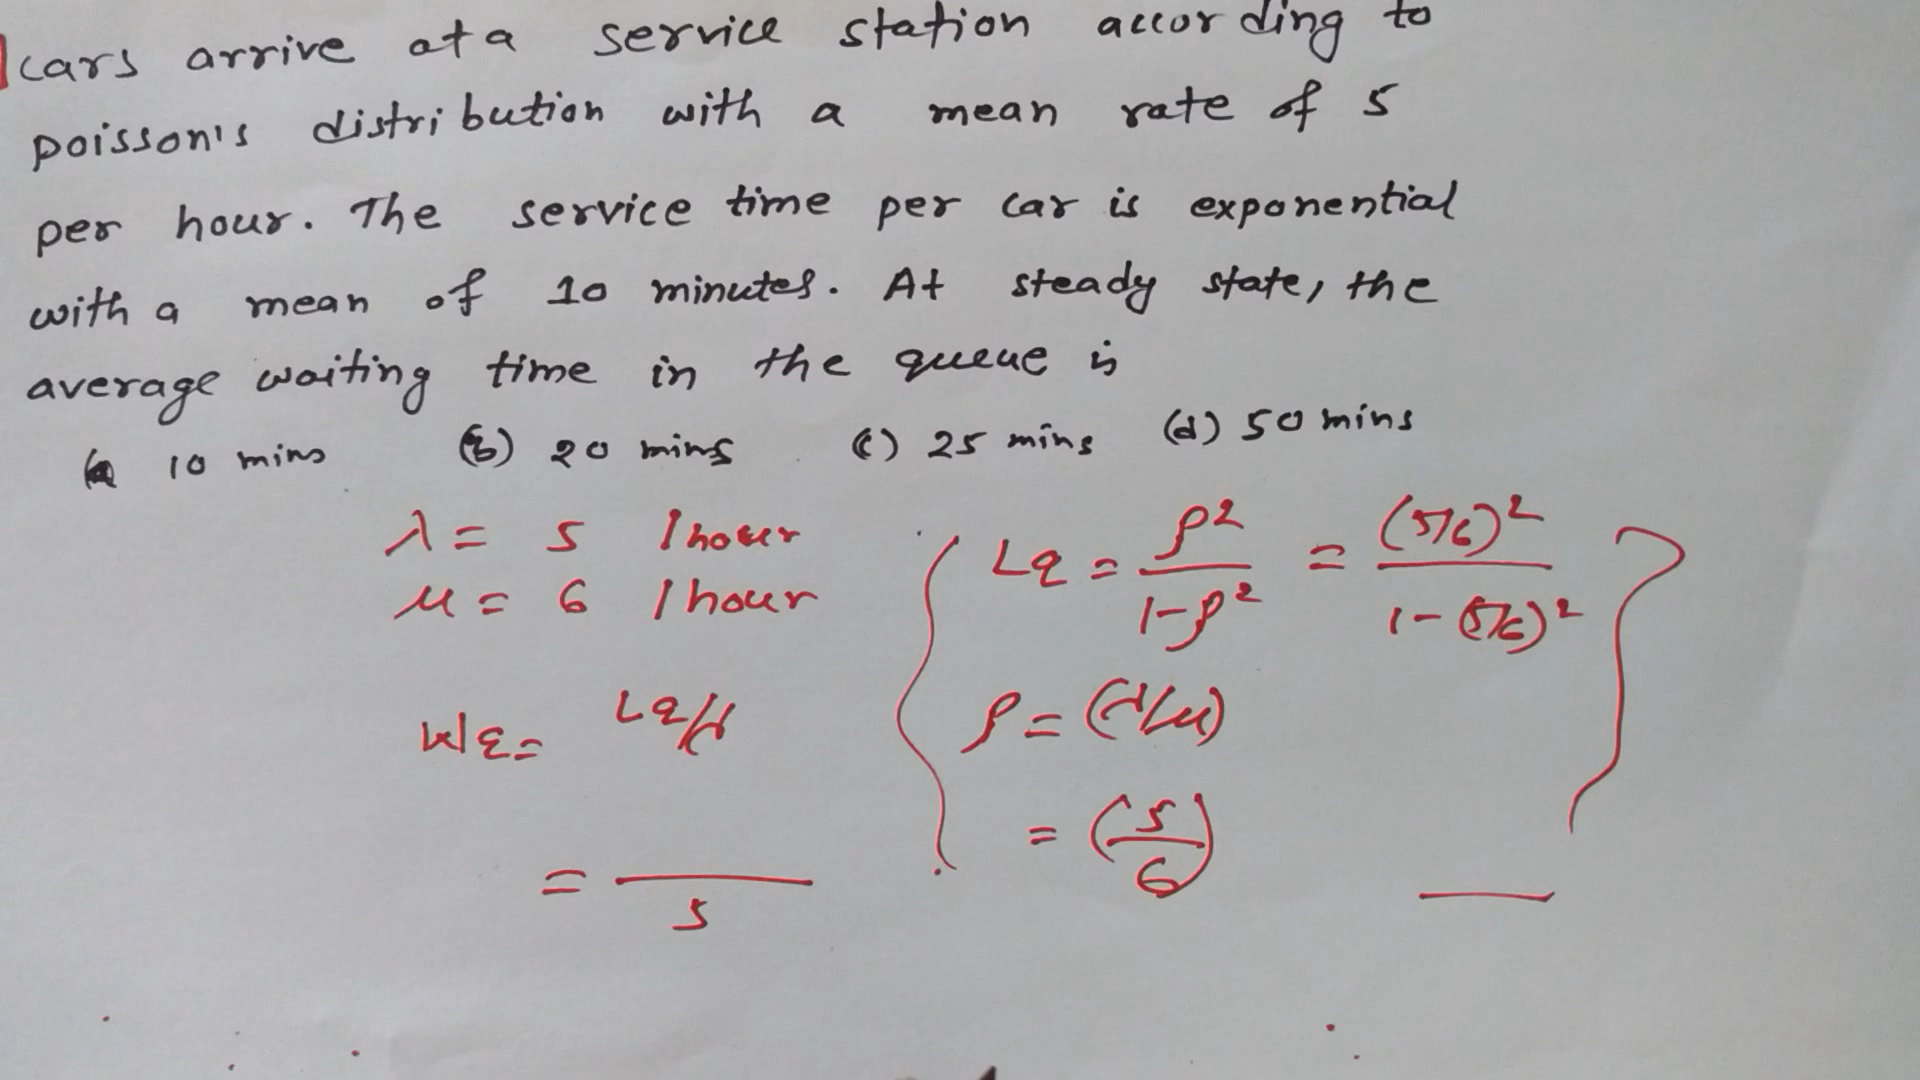 cars arrive at a service station according to
poisson's distribution with a mean rate of 5
per hour. The service time per car is exponential
with a mean of 10 minutes. At steady state, the
average waiting time in the queue is
(a 10 mins (b) 20 mins (c) 25 mins (d) 50 mins
λ = 5 /hour
μ = 6 /hour
Wq = Lq/λ
= ― / 5
Lq = ρ² / 1-ρ² = (5/6)² / 1-(5/6)²
ρ = (λ/μ)
= (5/6)